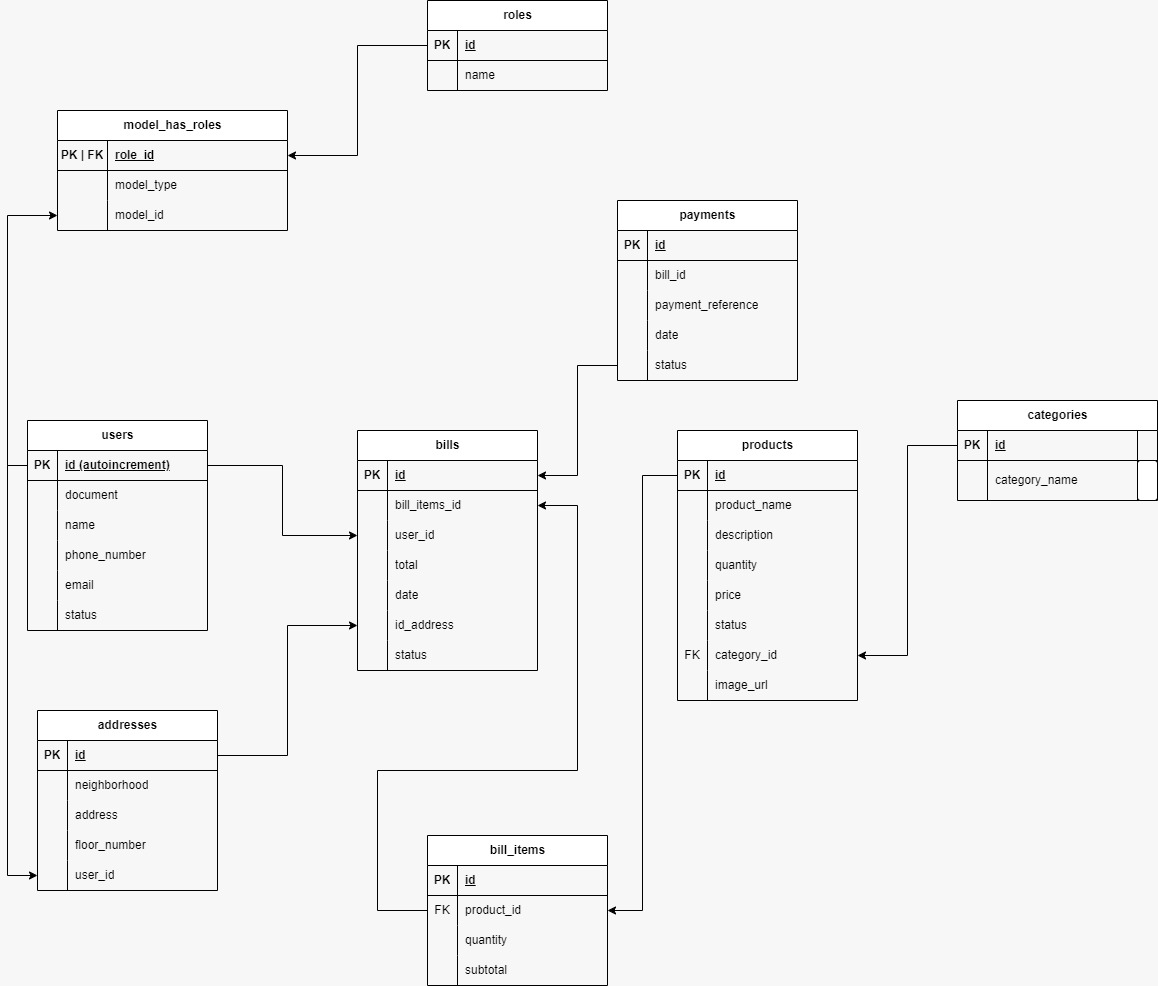 roles
PK id
name
model_has_roles
PK | FK role_id
model_type
model_id
payments
PK id
bill_id
payment_reference
date
status
categories
PK id
category_name
users
PK id (autoincrement)
document
name
phone_number
email
status
bills
PK id
bill_items_id
user_id
total
date
id_address
status
products
PK id
product_name
description
quantity
price
status
FK category_id
image_url
addresses
PK id
neighborhood
address
floor_number
user_id
bill_items
PK id
FK product_id
quantity
subtotal